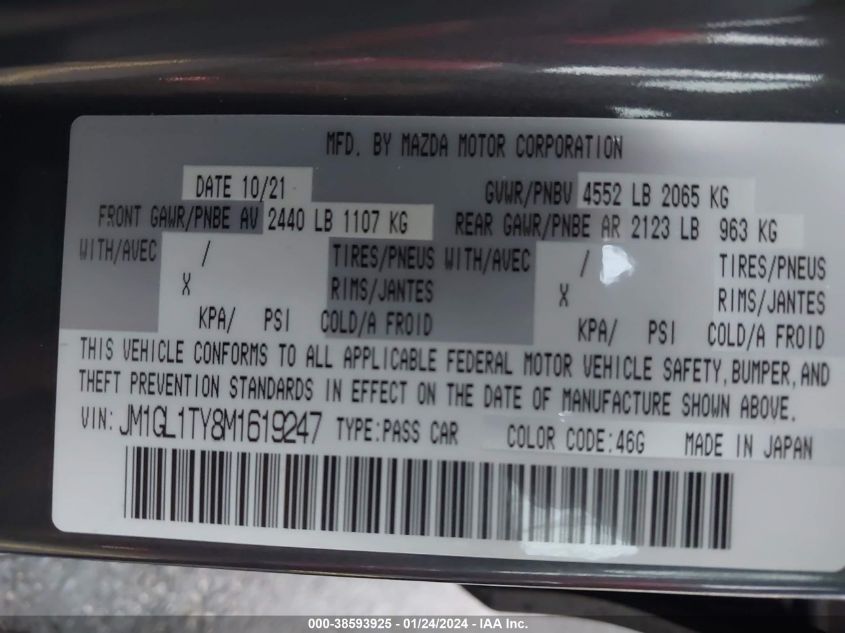 MFD. BY MAZDA MOTOR CORPORATION
DATE 10/21 GVWR/PNBV 4552 LB 2065 KG
FRONT GAWR/PNBE AV 2440 LB 1107 KG REAR GAWR/PNBE AR 2123 LB 963 KG
WITH/AVEC / TIRES/PNEUS WITH/AVEC / TIRES/PNEUS
X RIMS/JANTES X RIMS/JANTES
KPA/ PSI COLD/A FROID KPA/ PSI COLD/A FROID
THIS VEHICLE CONFORMS TO ALL APPLICABLE FEDERAL MOTOR VEHICLE SAFETY, BUMPER, AND
THEFT PREVENTION STANDARDS IN EFFECT ON THE DATE OF MANUFACTURE SHOWN ABOVE.
VIN: JM1GL1TY8M1619247 TYPE: PASS CAR COLOR CODE: 46G MADE IN JAPAN
000-38593925 - 01/24/2024 - IAA Inc.